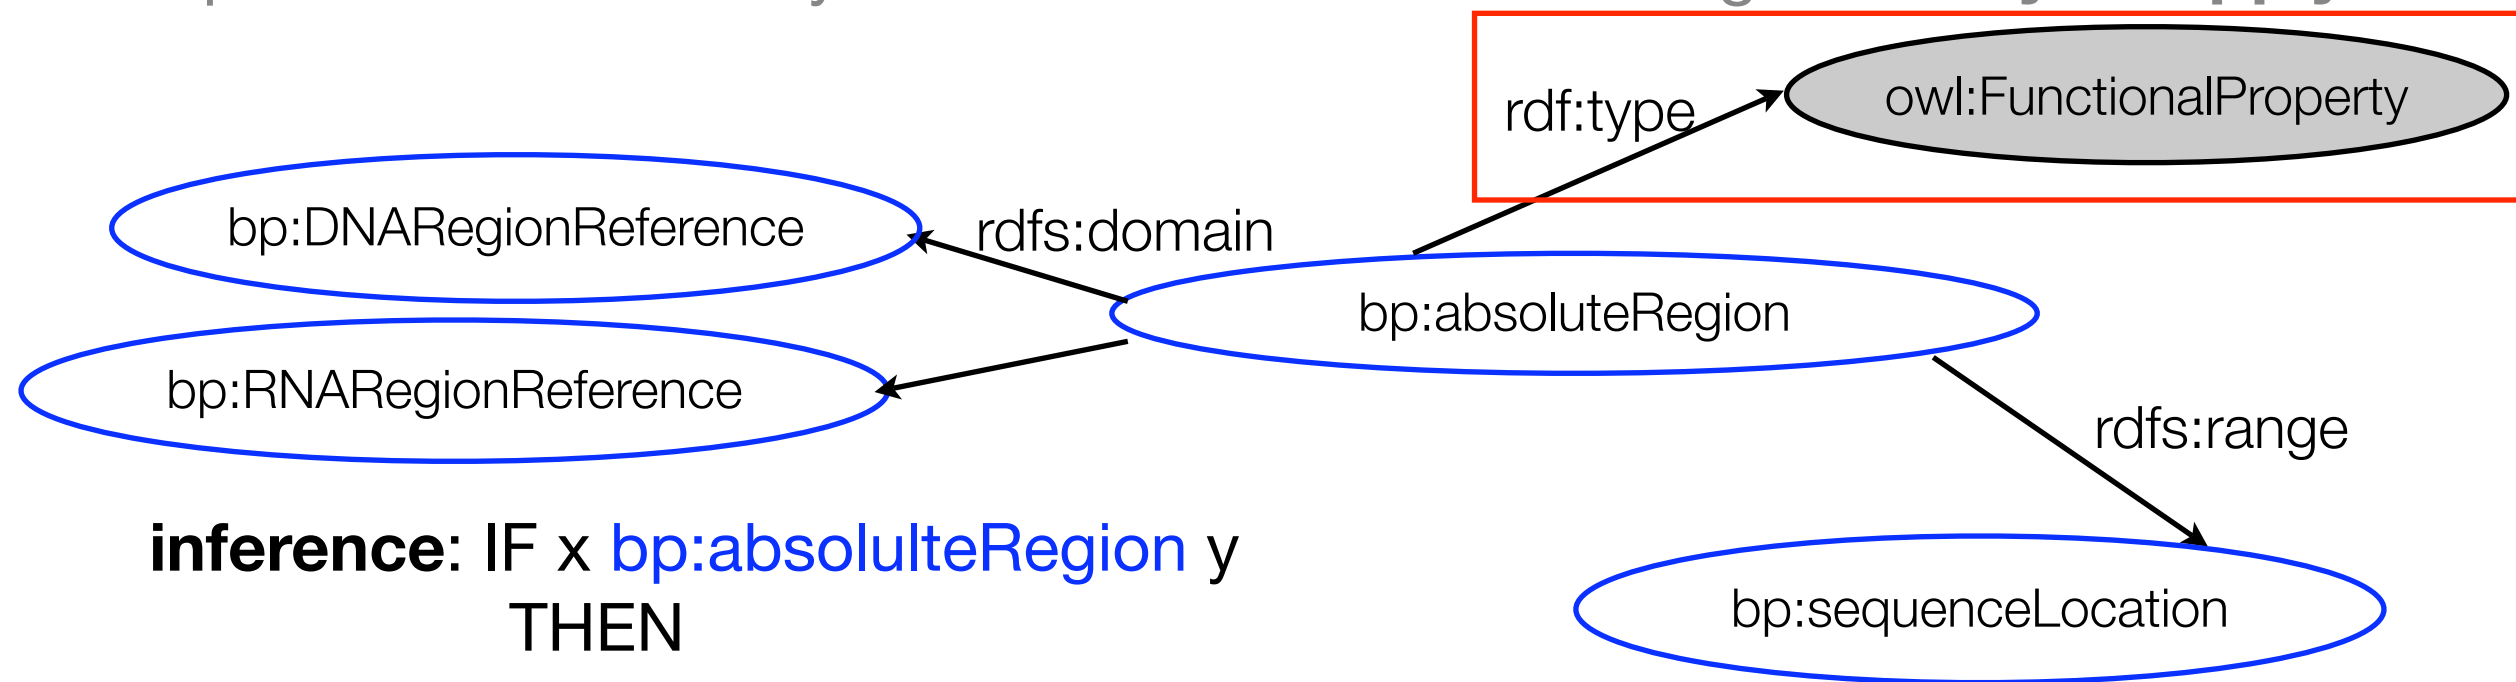 rdf:type
owl:FunctionalProperty
bp:DNARegionReference
rdfs:domain
bp:absoluteRegion
bp:RNARegionReference
rdfs:range
inference: IF x bp:absoluteRegion y
THEN
bp:sequenceLocation